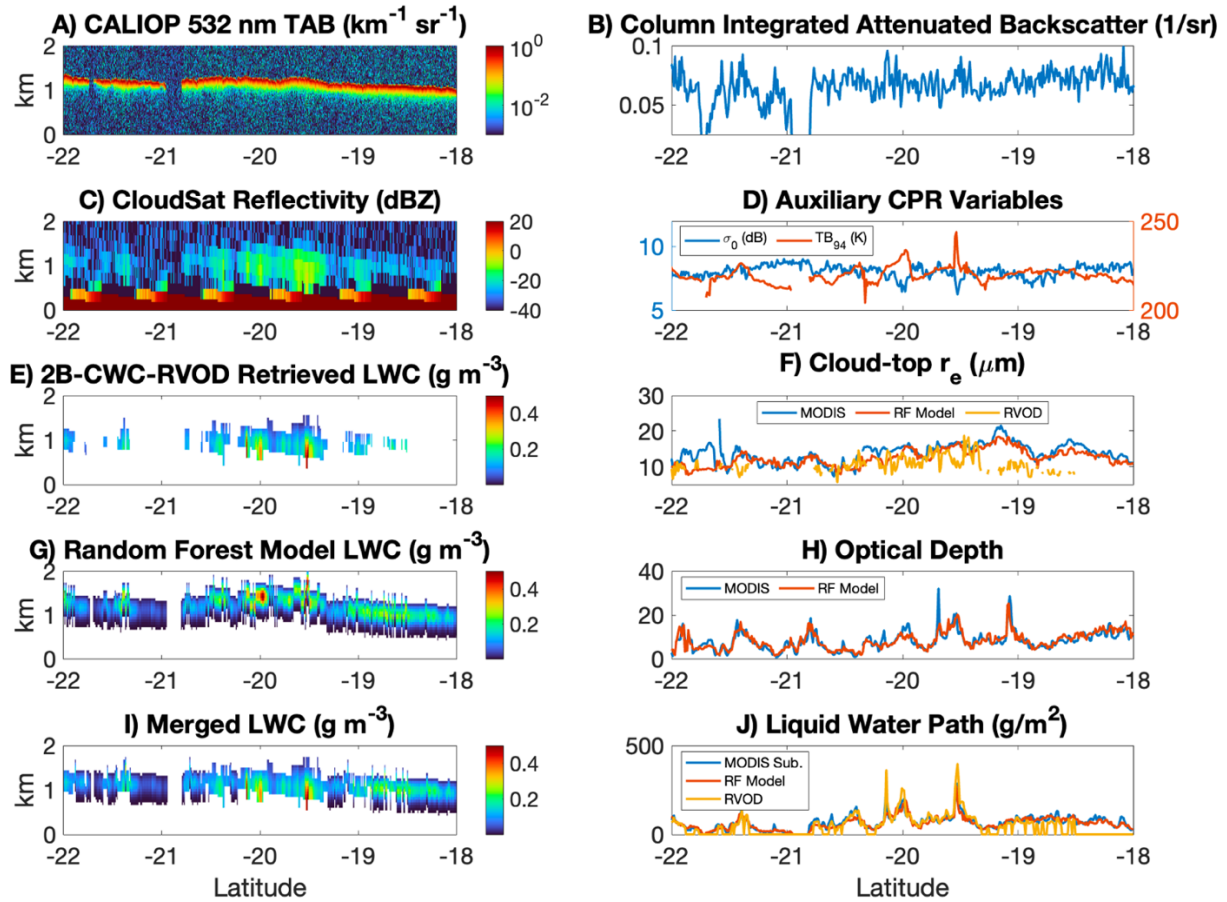 A) CALIOP 532 nm TAB (km⁻¹ sr⁻¹)
2
1
0
km
10⁰
10⁻²
-22 -21 -20 -19 -18
B) Column Integrated Attenuated Backscatter (1/sr)
0.1
0.05
-22 -21 -20 -19 -18
C) CloudSat Reflectivity (dBZ)
2
1
0
km
20
0
-20
-40
-22 -21 -20 -19 -18
D) Auxiliary CPR Variables
σ₀ (dB) TB₉₄ (K)
10
5
250
200
-22 -21 -20 -19 -18
E) 2B-CWC-RVOD Retrieved LWC (g m⁻³)
2
1
0
km
0.4
0.2
-22 -21 -20 -19 -18
F) Cloud-top rₑ (μm)
MODIS RF Model RVOD
30
20
10
-22 -21 -20 -19 -18
G) Random Forest Model LWC (g m⁻³)
2
1
0
km
0.4
0.2
-22 -21 -20 -19 -18
H) Optical Depth
MODIS RF Model
40
20
0
-22 -21 -20 -19 -18
I) Merged LWC (g m⁻³)
2
1
0
km
0.4
0.2
-22 -21 -20 -19 -18
Latitude
J) Liquid Water Path (g/m²)
500
0
MODIS Sub.
RF Model
RVOD
-22 -21 -20 -19 -18
Latitude